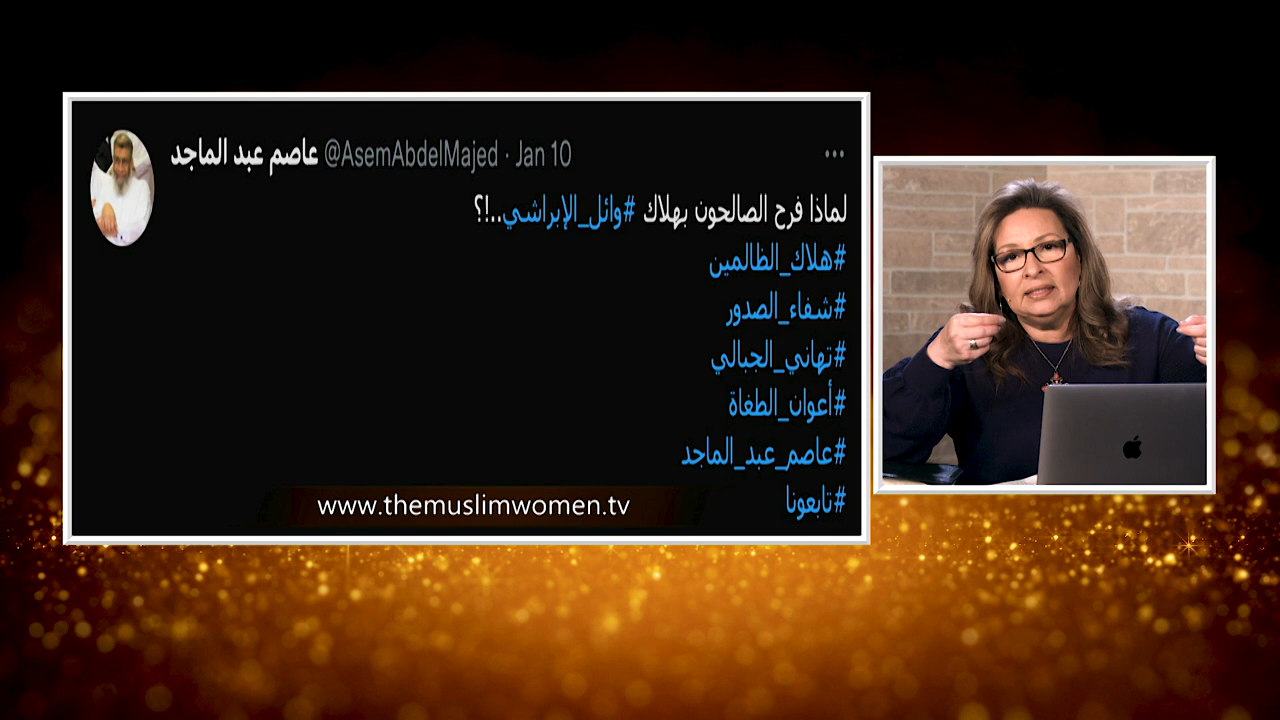 عاصم عبد الماجد @AsemAbdelMajed · Jan 10
لماذا فرح الصالحون بهلاك #وائل_الإبراشي..!؟
#هلاك_الظالمين
#شفاء_الصدور
#تهاني_الجبالي
#أعوان_الطغاة
#عاصم_عبد_الماجد
#تابعونا
www.themuslimwomen.tv